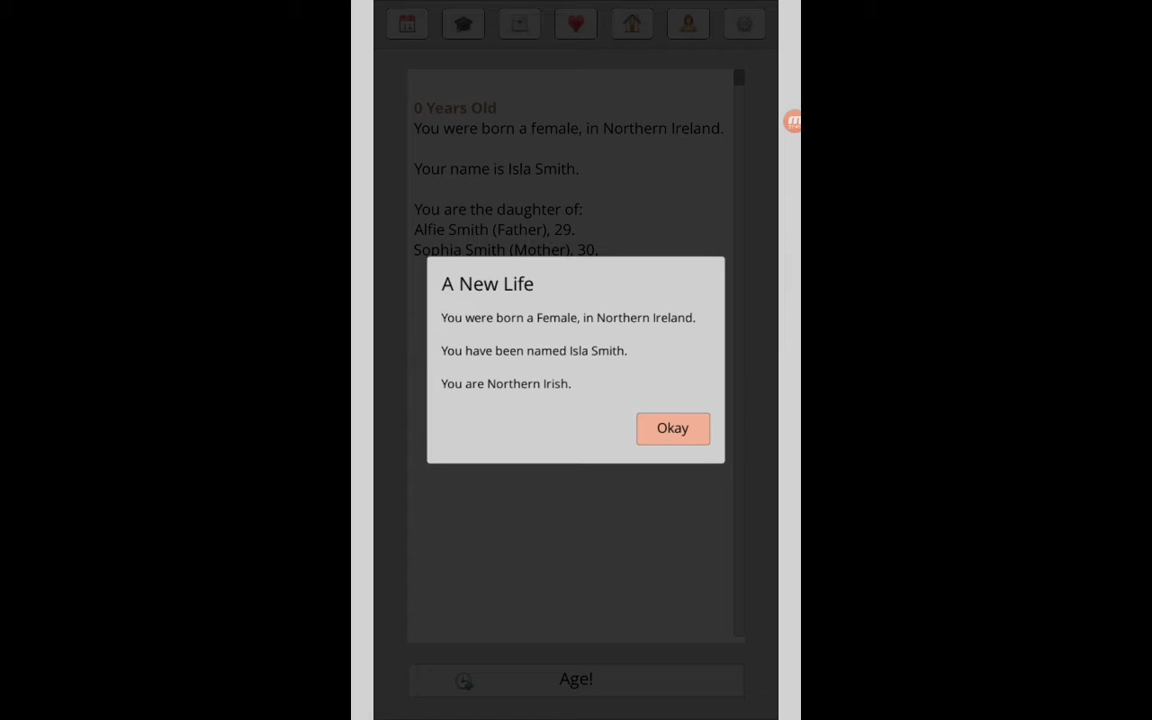 0 Years Old
You were born a female, in Northern Ireland.
Your name is Isla Smith.
You are the daughter of:
Alfie Smith (Father), 29.
Sophia Smith (Mother), 30.
A New Life
You were born a Female, in Northern Ireland.
You have been named Isla Smith.
You are Northern Irish.
Okay
Age!